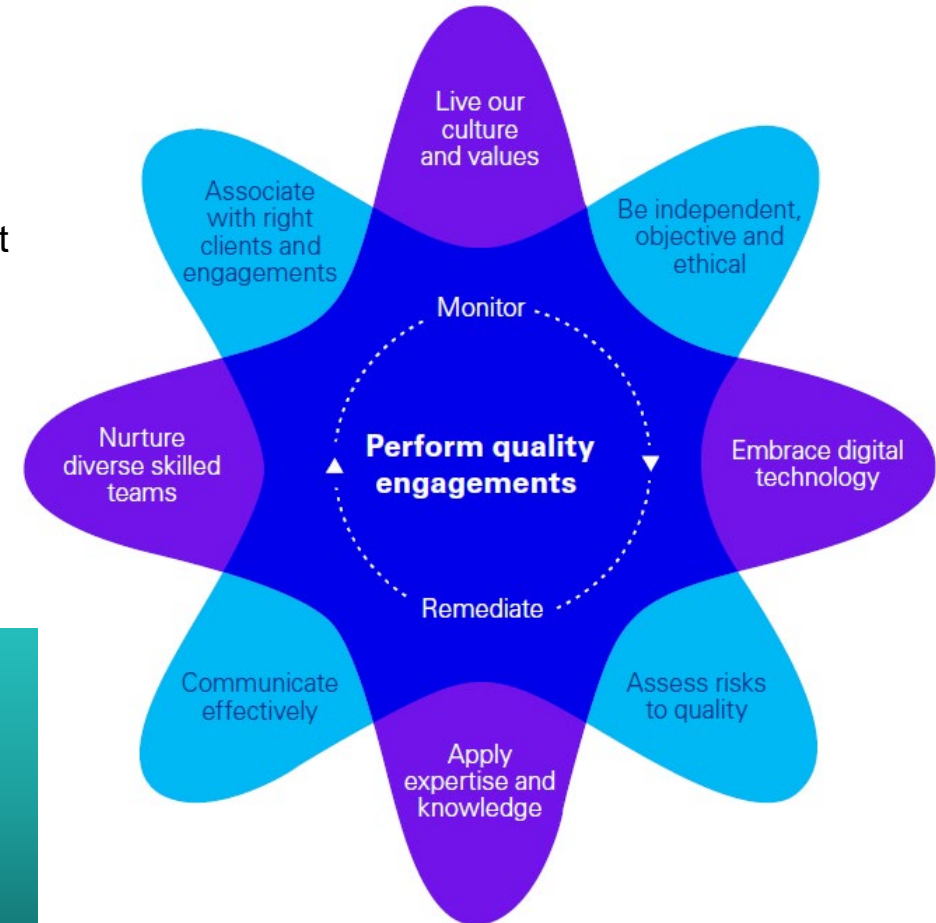 Live our
culture
and values
Associate
with right
clients and
engagements
Be independent,
objective and
ethical
t
Monitor
Perform quality
engagements
Nurture
diverse skilled
teams
Embrace digital
technology
Remediate
Communicate
effectively
Assess risks
to quality
Apply
expertise and
knowledge